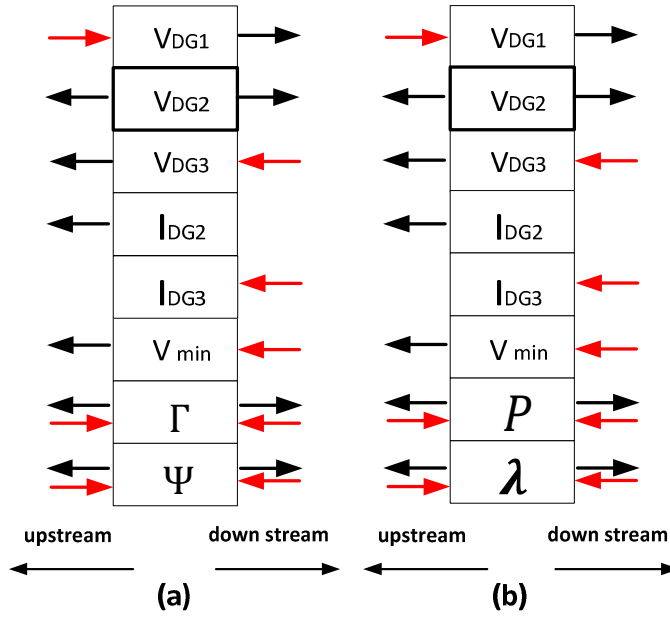 VDG1 VDG1
VDG2 VDG2
VDG3 VDG3
IDG2 IDG2
IDG3 IDG3
V min V min
Γ P
Ψ λ
upstream down stream upstream down stream
(a) (b)